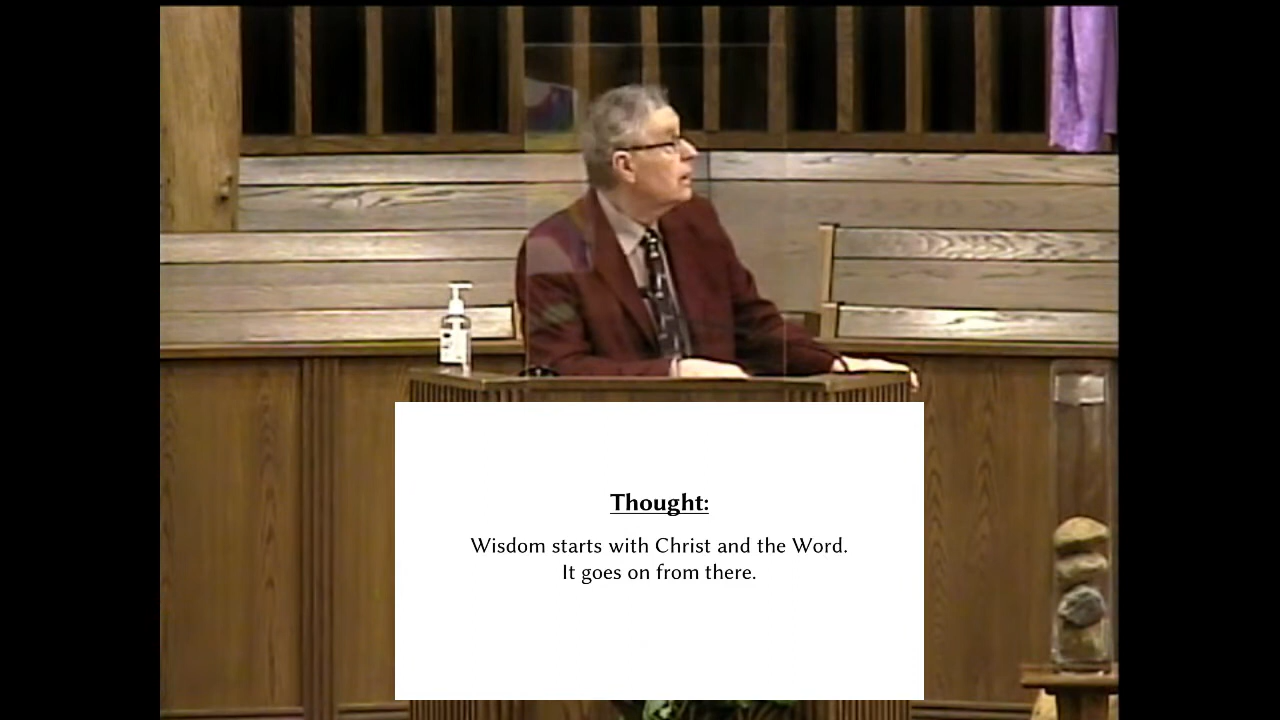 Thought:
Wisdom starts with Christ and the Word.
It goes on from there.